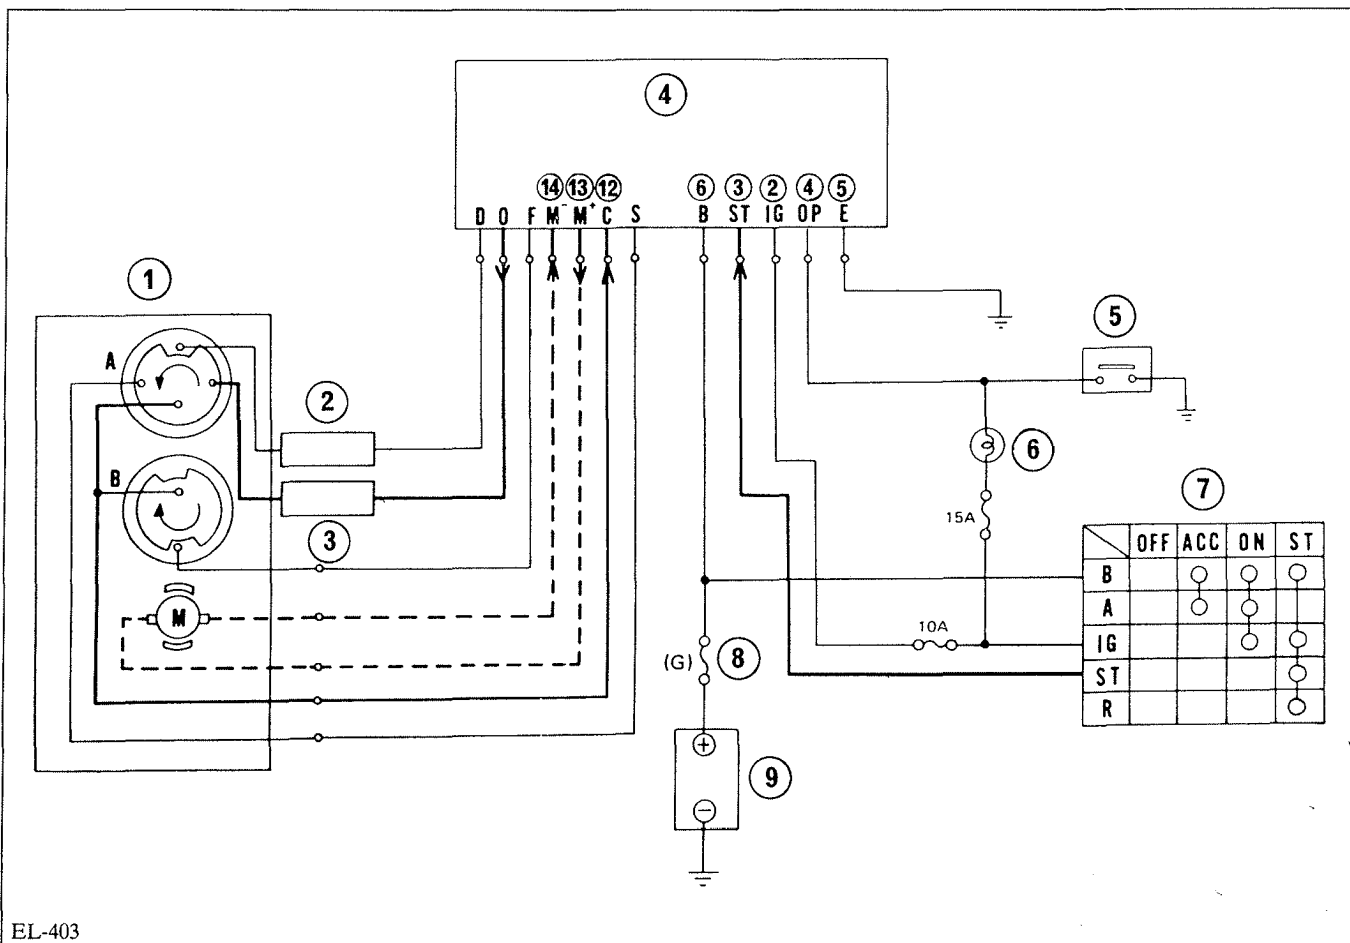 4
14 13 12 6 3 2 4 5
D O F M⁻ M⁺ C S B ST IG OP E
1
5
A
2
6
B
7
15A
3
OFF ACC ON ST
B
A
M
10A
IG
(G) 8
ST
R
+
9
−
EL-403